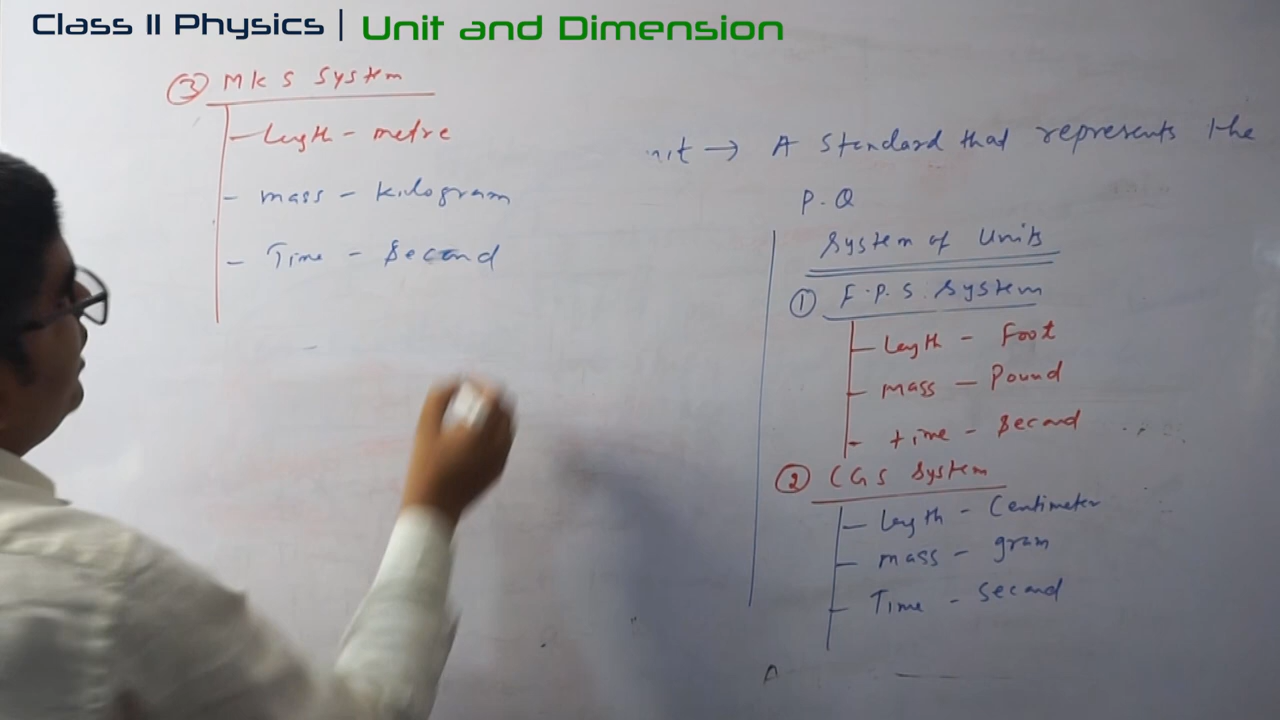 Class 11 Physics | Unit and Dimension
③ MKS System
Length - metre
- mass - kilogram
- Time - Second
nit → A Standard that represents the
P.Q
System of Units
① F.P.S. System
Length - Foot
mass - Pound
- time - Second
② CGS System
Length - Centimeter
mass - gram
Time - Second
A